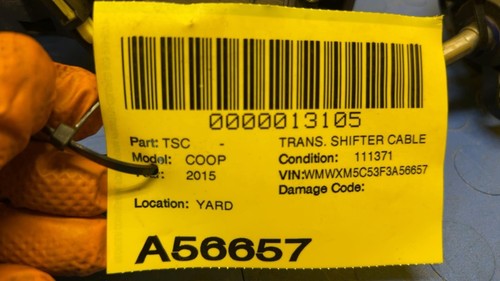 0000013105
Part: TSC - TRANS. SHIFTER CABLE
Model: COOP Condition: 111371
2015 VIN:WMWXM5C53F3A56657
Damage Code:
Location: YARD
A56657